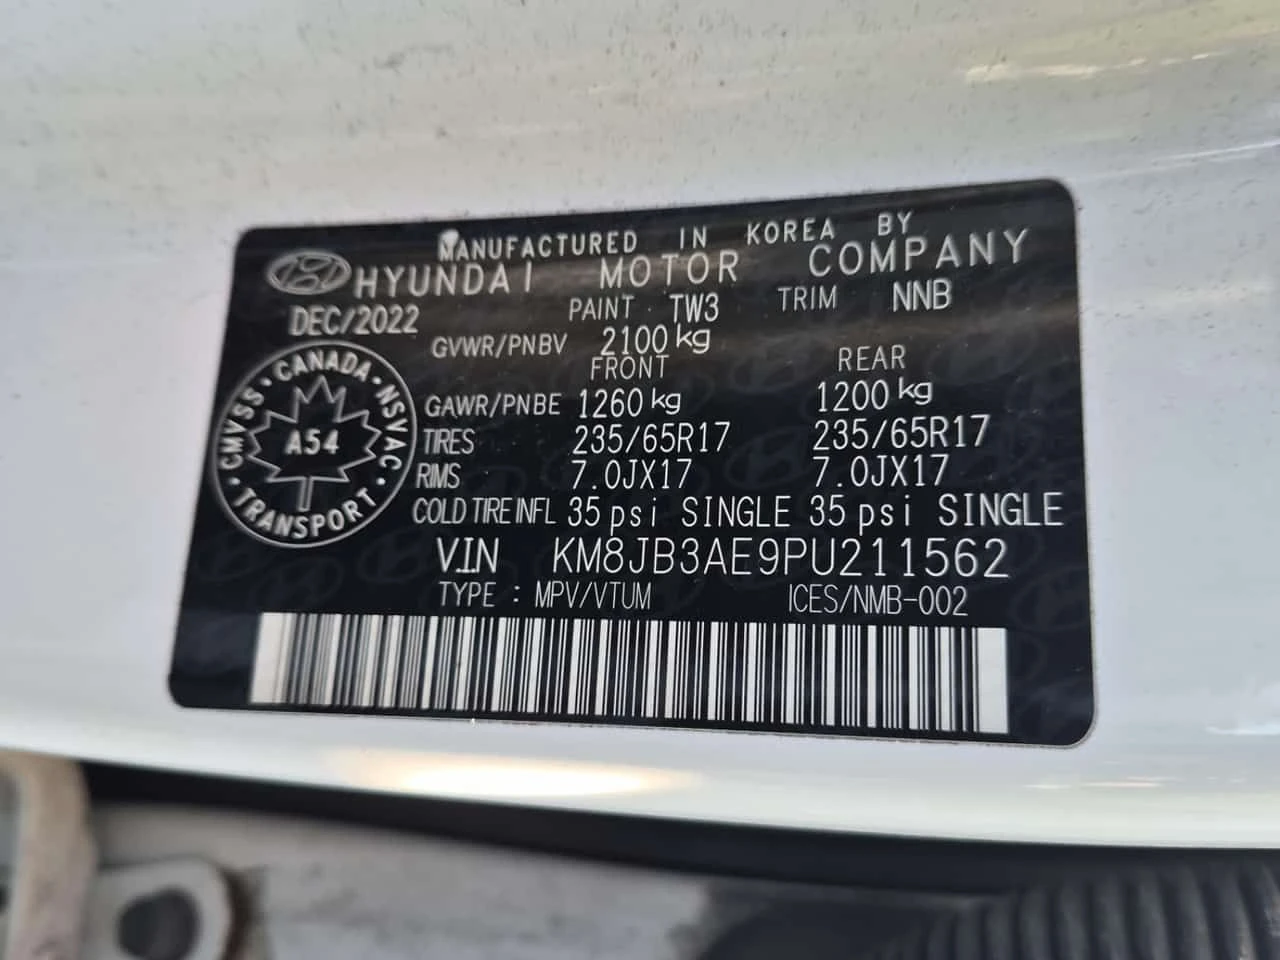 MANUFACTURED IN KOREA BY
HYUNDAI MOTOR COMPANY
DEC/2022 PAINT TW3 TRIM NNB
GVWR/PNBV 2100 kg
FRONT REAR
GAWR/PNBE 1260 kg 1200 kg
TIRES 235/65R17 235/65R17
RIMS 7.0JX17 7.0JX17
COLD TIRE INFL 35 psi SINGLE 35 psi SINGLE
VIN KM8JB3AE9PU211562
TYPE : MPV/VTUM ICES/NMB-002
CMVSS • CANADA • NSVAC • TRANSPORT •
A54